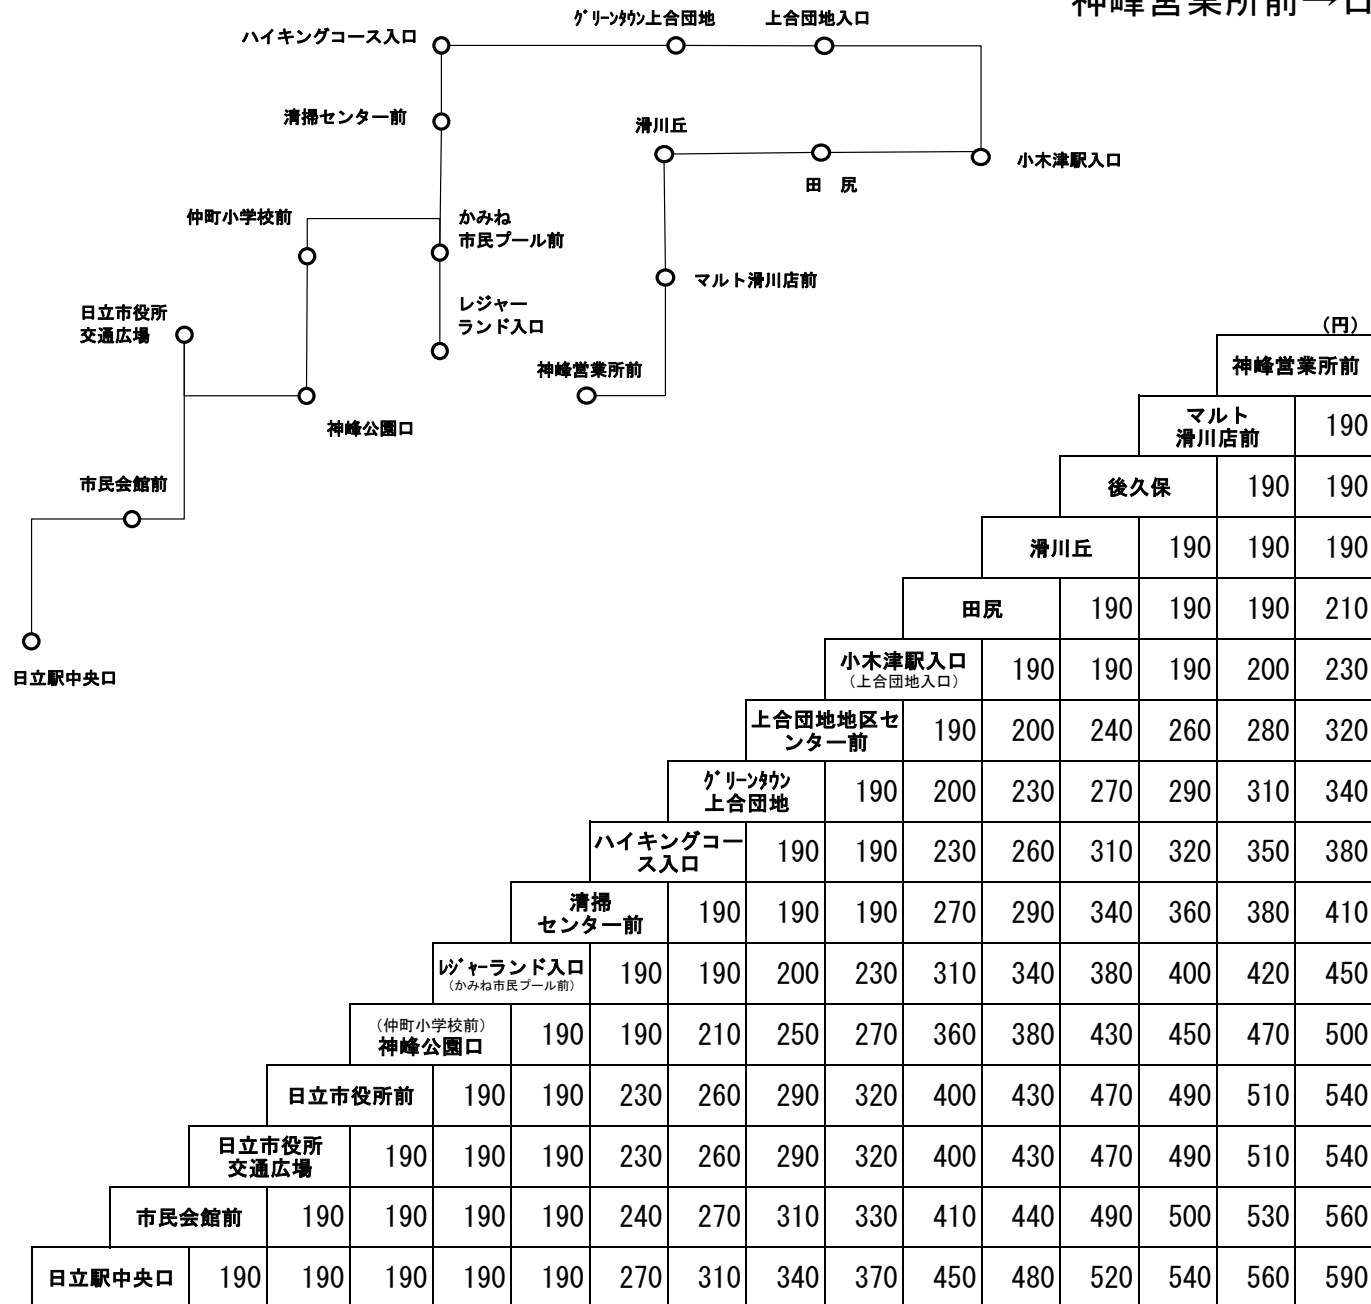 神峰営業所前→日
グリーンタウン上合団地 上合団地入口
ハイキングコース入口
清掃センター前
滑川丘
小木津駅入口
田 尻
仲町小学校前
かみね
市民プール前
マルト滑川店前
レジャー
ランド入口
日立市役所
交通広場
神峰営業所前
神峰公園口
市民会館前
日立駅中央口
(円)
神峰営業所前
マルト
滑川店前 190
後久保 190 190
滑川丘 190 190 190
田尻 190 190 190 210
小木津駅入口
(上合団地入口) 190 190 190 200 230
上合団地地区セ
ンター前 190 200 240 260 280 320
グリーンタウン
上合団地 190 200 230 270 290 310 340
ハイキングコー
ス入口 190 190 230 260 310 320 350 380
清掃
センター前 190 190 190 270 290 340 360 380 410
レジャーランド入口
(かみね市民プール前) 190 190 200 230 310 340 380 400 420 450
(仲町小学校前)
神峰公園口 190 190 210 250 270 360 380 430 450 470 500
日立市役所前 190 190 230 260 290 320 400 430 470 490 510 540
日立市役所
交通広場 190 190 190 230 260 290 320 400 430 470 490 510 540
市民会館前 190 190 190 190 240 270 310 330 410 440 490 500 530 560
日立駅中央口 190 190 190 190 190 270 310 340 370 450 480 520 540 560 590